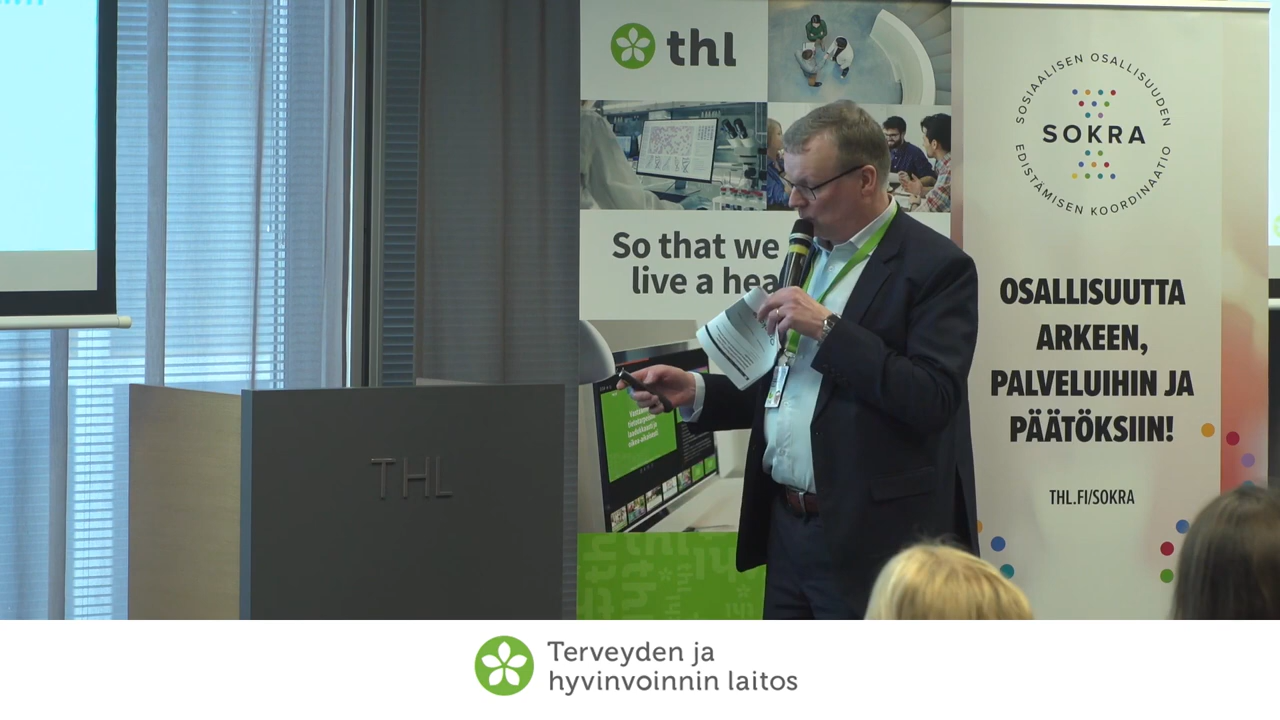 thl
So that we
live a hea
THL
SOSIAALISEN OSALLISUUDEN
SOKRA
EDISTÄMISEN KOORDINAATIO
OSALLISUUTTA
ARKEEN,
PALVELUIHIN JA
PÄÄTÖKSIIN!
THL.FI/SOKRA
Terveyden ja
hyvinvoinnin laitos